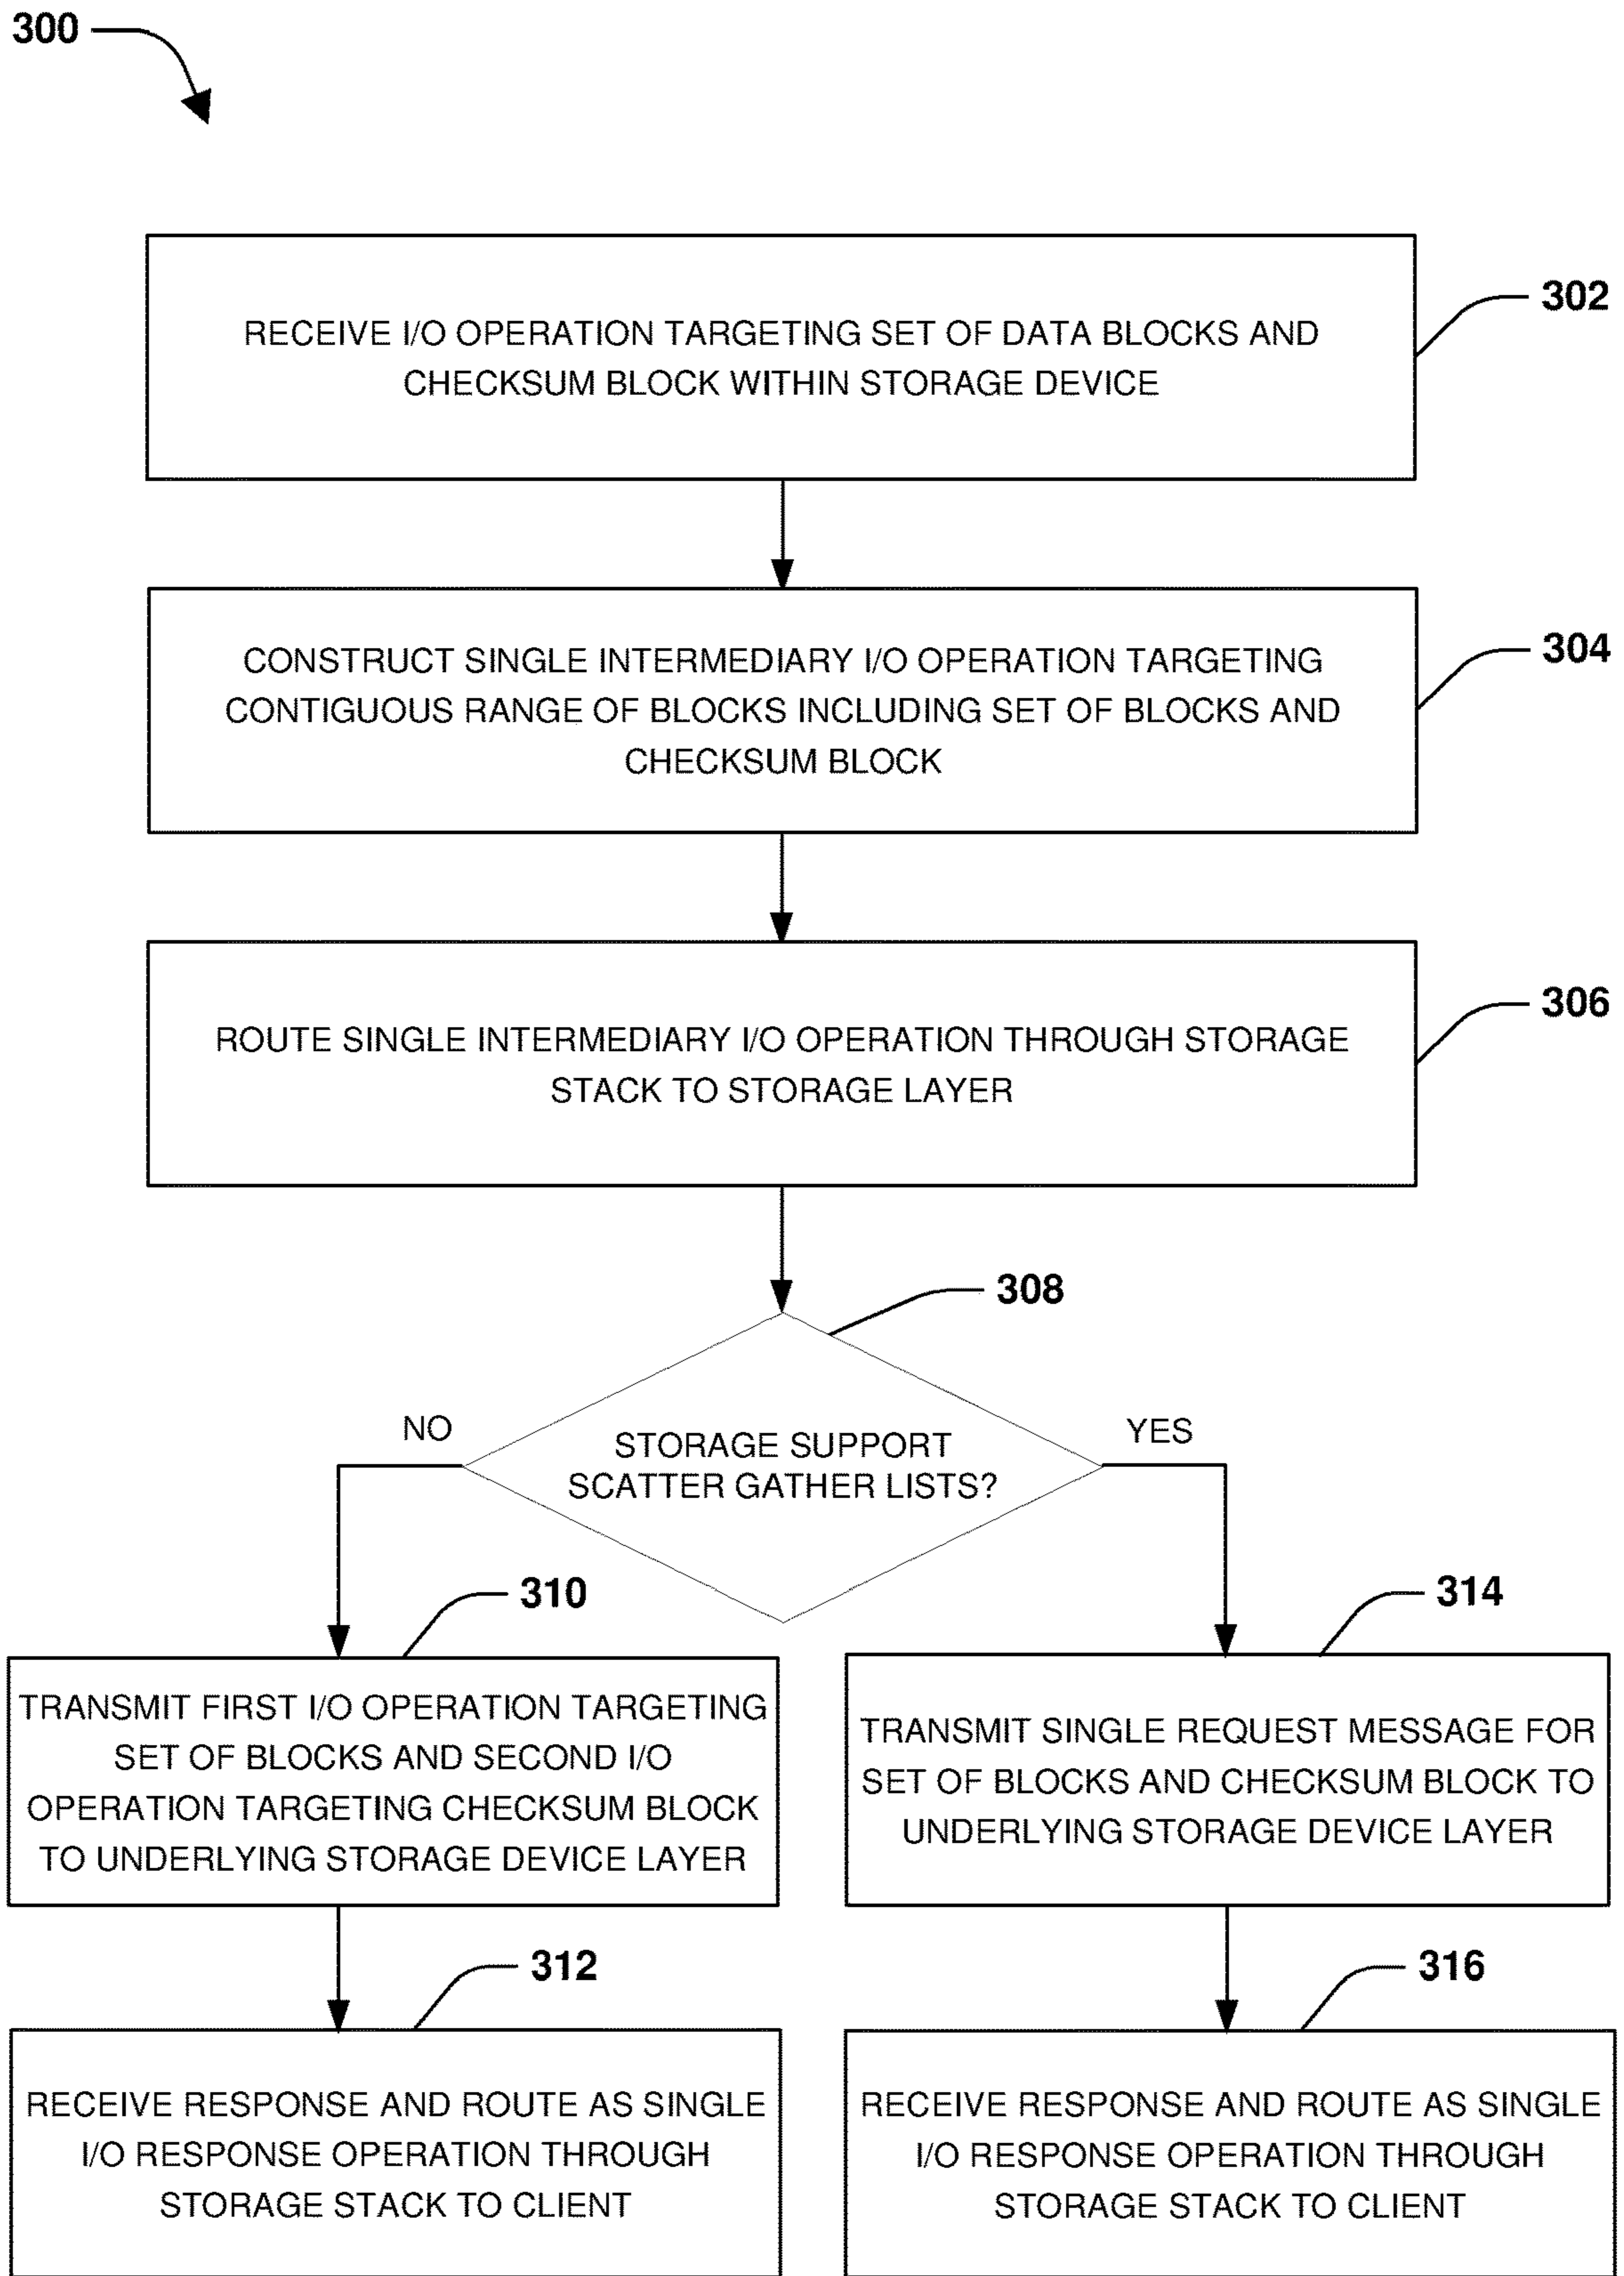 300
302
RECEIVE I/O OPERATION TARGETING SET OF DATA BLOCKS AND
CHECKSUM BLOCK WITHIN STORAGE DEVICE
304
CONSTRUCT SINGLE INTERMEDIARY I/O OPERATION TARGETING
CONTIGUOUS RANGE OF BLOCKS INCLUDING SET OF BLOCKS AND
CHECKSUM BLOCK
306
ROUTE SINGLE INTERMEDIARY I/O OPERATION THROUGH STORAGE
STACK TO STORAGE LAYER
308
NO
YES
STORAGE SUPPORT
SCATTER GATHER LISTS?
310
TRANSMIT FIRST I/O OPERATION TARGETING
SET OF BLOCKS AND SECOND I/O
OPERATION TARGETING CHECKSUM BLOCK
TO UNDERLYING STORAGE DEVICE LAYER
314
TRANSMIT SINGLE REQUEST MESSAGE FOR
SET OF BLOCKS AND CHECKSUM BLOCK TO
UNDERLYING STORAGE DEVICE LAYER
312
RECEIVE RESPONSE AND ROUTE AS SINGLE
I/O RESPONSE OPERATION THROUGH
STORAGE STACK TO CLIENT
316
RECEIVE RESPONSE AND ROUTE AS SINGLE
I/O RESPONSE OPERATION THROUGH
STORAGE STACK TO CLIENT